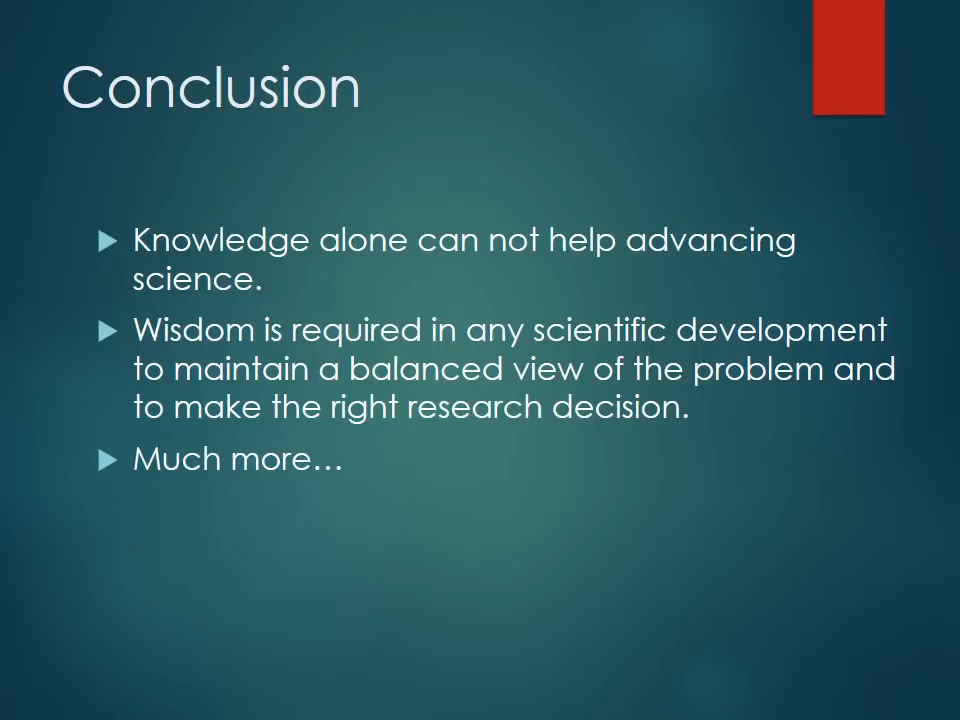 Conclusion
Knowledge alone can not help advancing
science.
Wisdom is required in any scientific development
to maintain a balanced view of the problem and
to make the right research decision.
Much more…